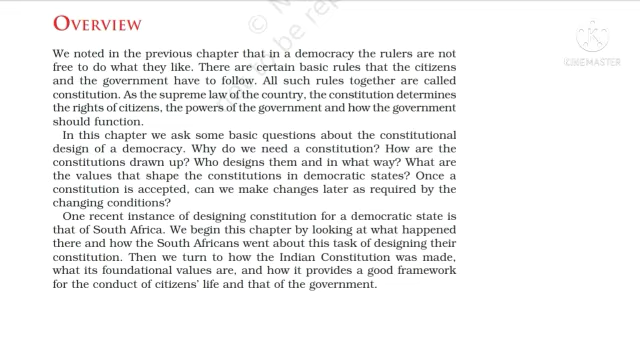 OVERVIEW
We noted in the previous chapter that in a democracy the rulers are not
free to do what they like. There are certain basic rules that the citizens
and the government have to follow. All such rules together are called
constitution. As the supreme law of the country, the constitution determines
the rights of citizens, the powers of the government and how the government
should function.
In this chapter we ask some basic questions about the constitutional
design of a democracy. Why do we need a constitution? How are the
constitutions drawn up? Who designs them and in what way? What are
the values that shape the constitutions in democratic states? Once a
constitution is accepted, can we make changes later as required by the
changing conditions?
One recent instance of designing constitution for a democratic state is
that of South Africa. We begin this chapter by looking at what happened
there and how the South Africans went about this task of designing their
constitution. Then we turn to how the Indian Constitution was made,
what its foundational values are, and how it provides a good framework
for the conduct of citizens' life and that of the government.
KINEMASTER